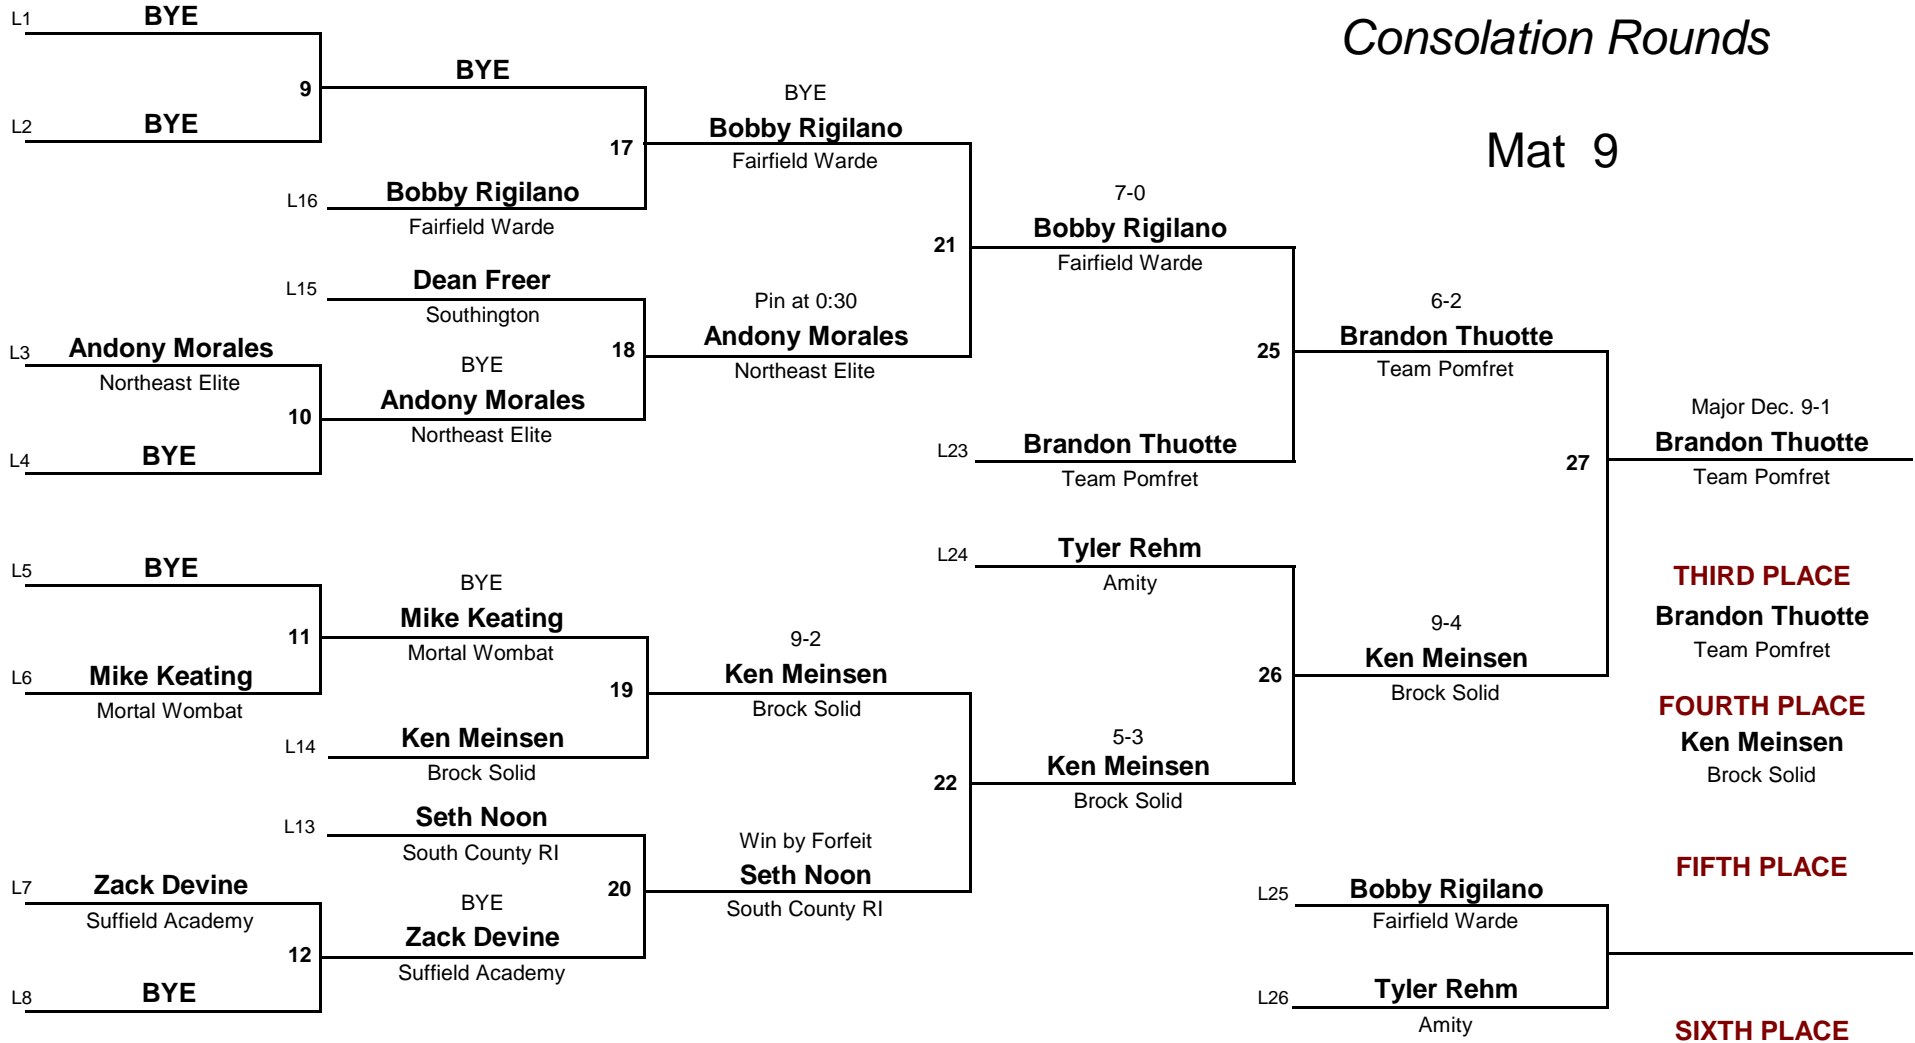 Consolation Rounds
Mat 9
L1 BYE
9
L2 BYE
BYE
17
L16 Bobby Rigilano
Fairfield Warde
BYE
Bobby Rigilano
Fairfield Warde
21
L15 Dean Freer
Southington
18
L3 Andony Morales
Northeast Elite
10
L4 BYE
BYE
Andony Morales
Northeast Elite
Pin at 0:30
Andony Morales
Northeast Elite
7-0
Bobby Rigilano
Fairfield Warde
25
L23 Brandon Thuotte
Team Pomfret
6-2
Brandon Thuotte
Team Pomfret
27
Major Dec. 9-1
Brandon Thuotte
Team Pomfret
L5 BYE
11
L6 Mike Keating
Mortal Wombat
BYE
Mike Keating
Mortal Wombat
19
L14 Ken Meinsen
Brock Solid
9-2
Ken Meinsen
Brock Solid
22
L13 Seth Noon
South County RI
20
L7 Zack Devine
Suffield Academy
12
L8 BYE
BYE
Zack Devine
Suffield Academy
Win by Forfeit
Seth Noon
South County RI
L24 Tyler Rehm
Amity
26
5-3
Ken Meinsen
Brock Solid
9-4
Ken Meinsen
Brock Solid
THIRD PLACE
Brandon Thuotte
Team Pomfret
FOURTH PLACE
Ken Meinsen
Brock Solid
L25 Bobby Rigilano
Fairfield Warde
L26 Tyler Rehm
Amity
FIFTH PLACE
SIXTH PLACE